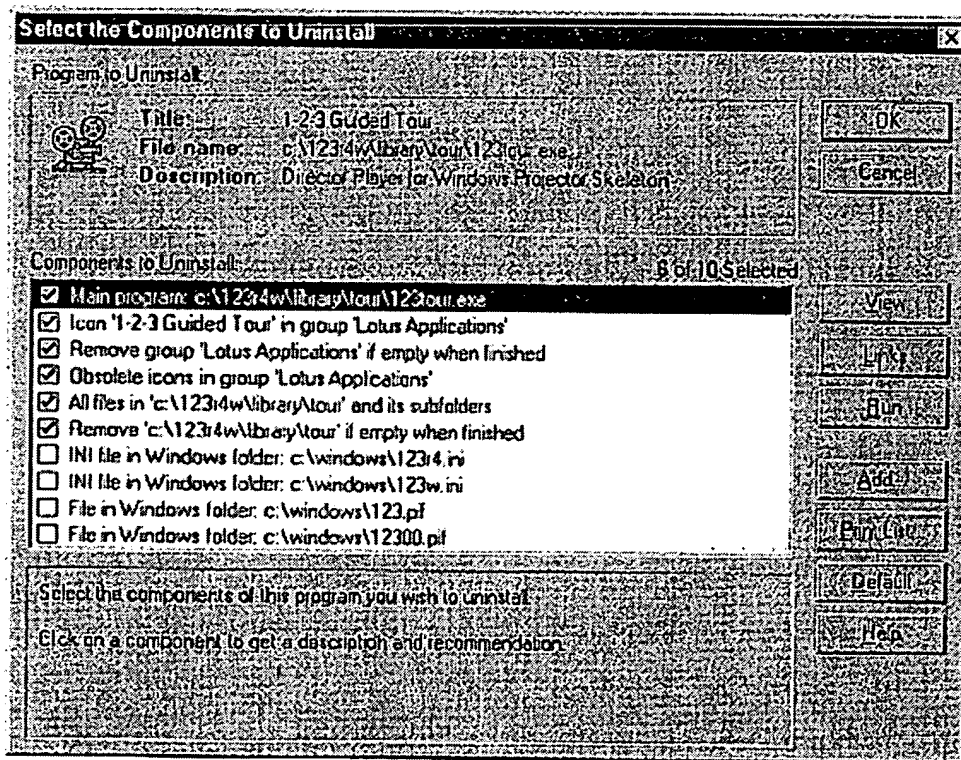 Select the Components to Uninstall
Program to Uninstall:
Title: 1-2-3 Guided Tour
File name: c:\123r4w\library\tour\123tour.exe
Description: Director Player for Windows Projector Skeleton
OK
Cancel
Components to Uninstall: 6 of 10 Selected
Main program: c:\123r4w\library\tour\123tour.exe
Icon '1-2-3 Guided Tour' in group 'Lotus Applications'
Remove group 'Lotus Applications' if empty when finished
Obsolete icons in group 'Lotus Applications'
All files in 'c:\123r4w\library\tour' and its subfolders
Remove 'c:\123r4w\library\tour' if empty when finished
INI file in Windows folder: c:\windows\123r4.ini
INI file in Windows folder: c:\windows\123w.ini
File in Windows folder: c:\windows\123.pif
File in Windows folder: c:\windows\12300.pif
View
Links
Run
Add
Default
Help
Select the components of this program you wish to uninstall.
Click on a component to get a description and recommendation.